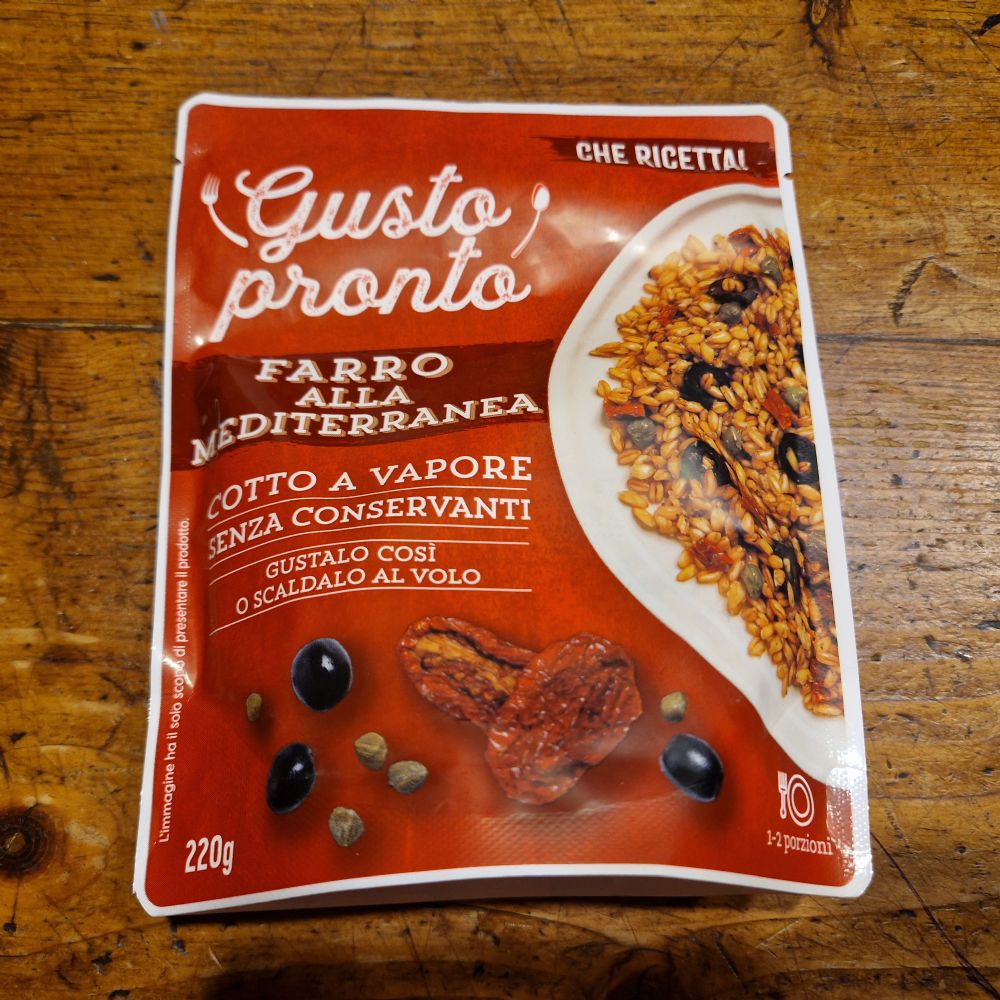 CHE RICETTA!
Gusto
pronto
FARRO
ALLA
MEDITERRANEA
COTTO A VAPORE
SENZA CONSERVANTI
GUSTALO COSÌ
O SCALDALO AL VOLO
L'immagine ha il solo scopo di presentare il prodotto.
220g
1-2 porzioni